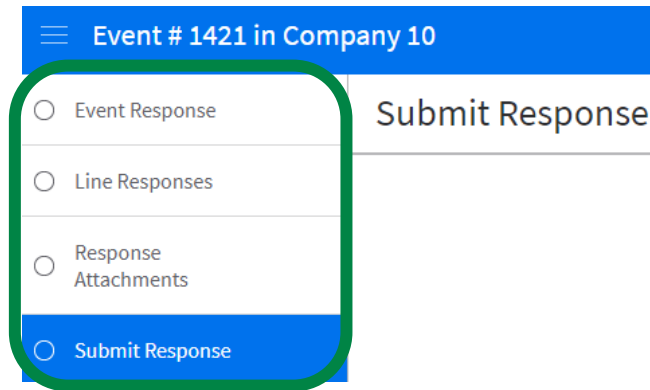 Event # 1421 in Company 10
Event Response
Submit Response
Line Responses
Response
Attachments
Submit Response